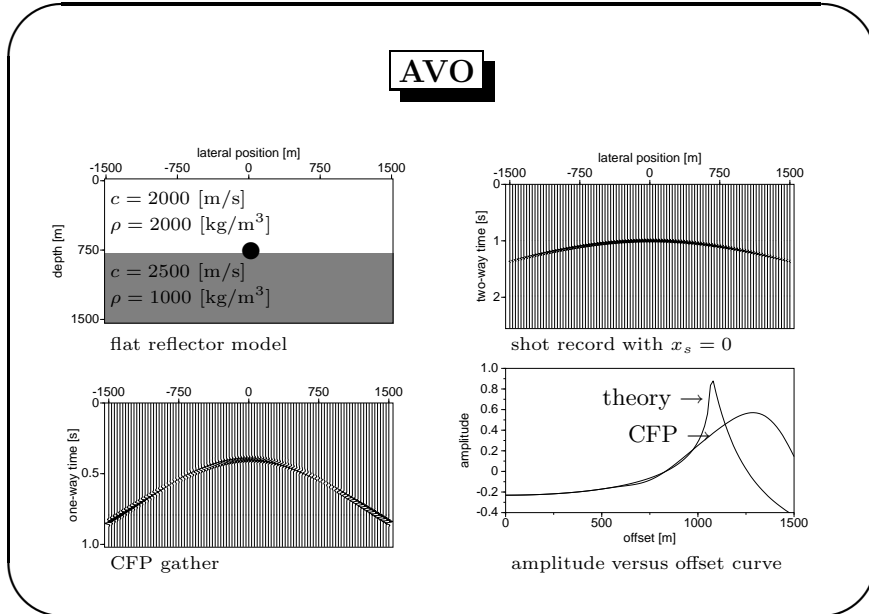 AVO
lateral position [m]
-1500 -750 0 750 1500
0
750
1500
depth [m]
c = 2000 [m/s]
ρ = 2000 [kg/m³]
c = 2500 [m/s]
ρ = 1000 [kg/m³]
flat reflector model
lateral position [m]
-1500 -750 0 750 1500
0
1
2
two-way time [s]
shot record with xₛ = 0
-1500 -750 0 750 1500
0
0.5
1.0
one-way time [s]
CFP gather
1.0
0.8
0.6
0.4
0.2
0
-0.2
-0.4
amplitude
theory →
CFP →
0 500 1000 1500
offset [m]
amplitude versus offset curve